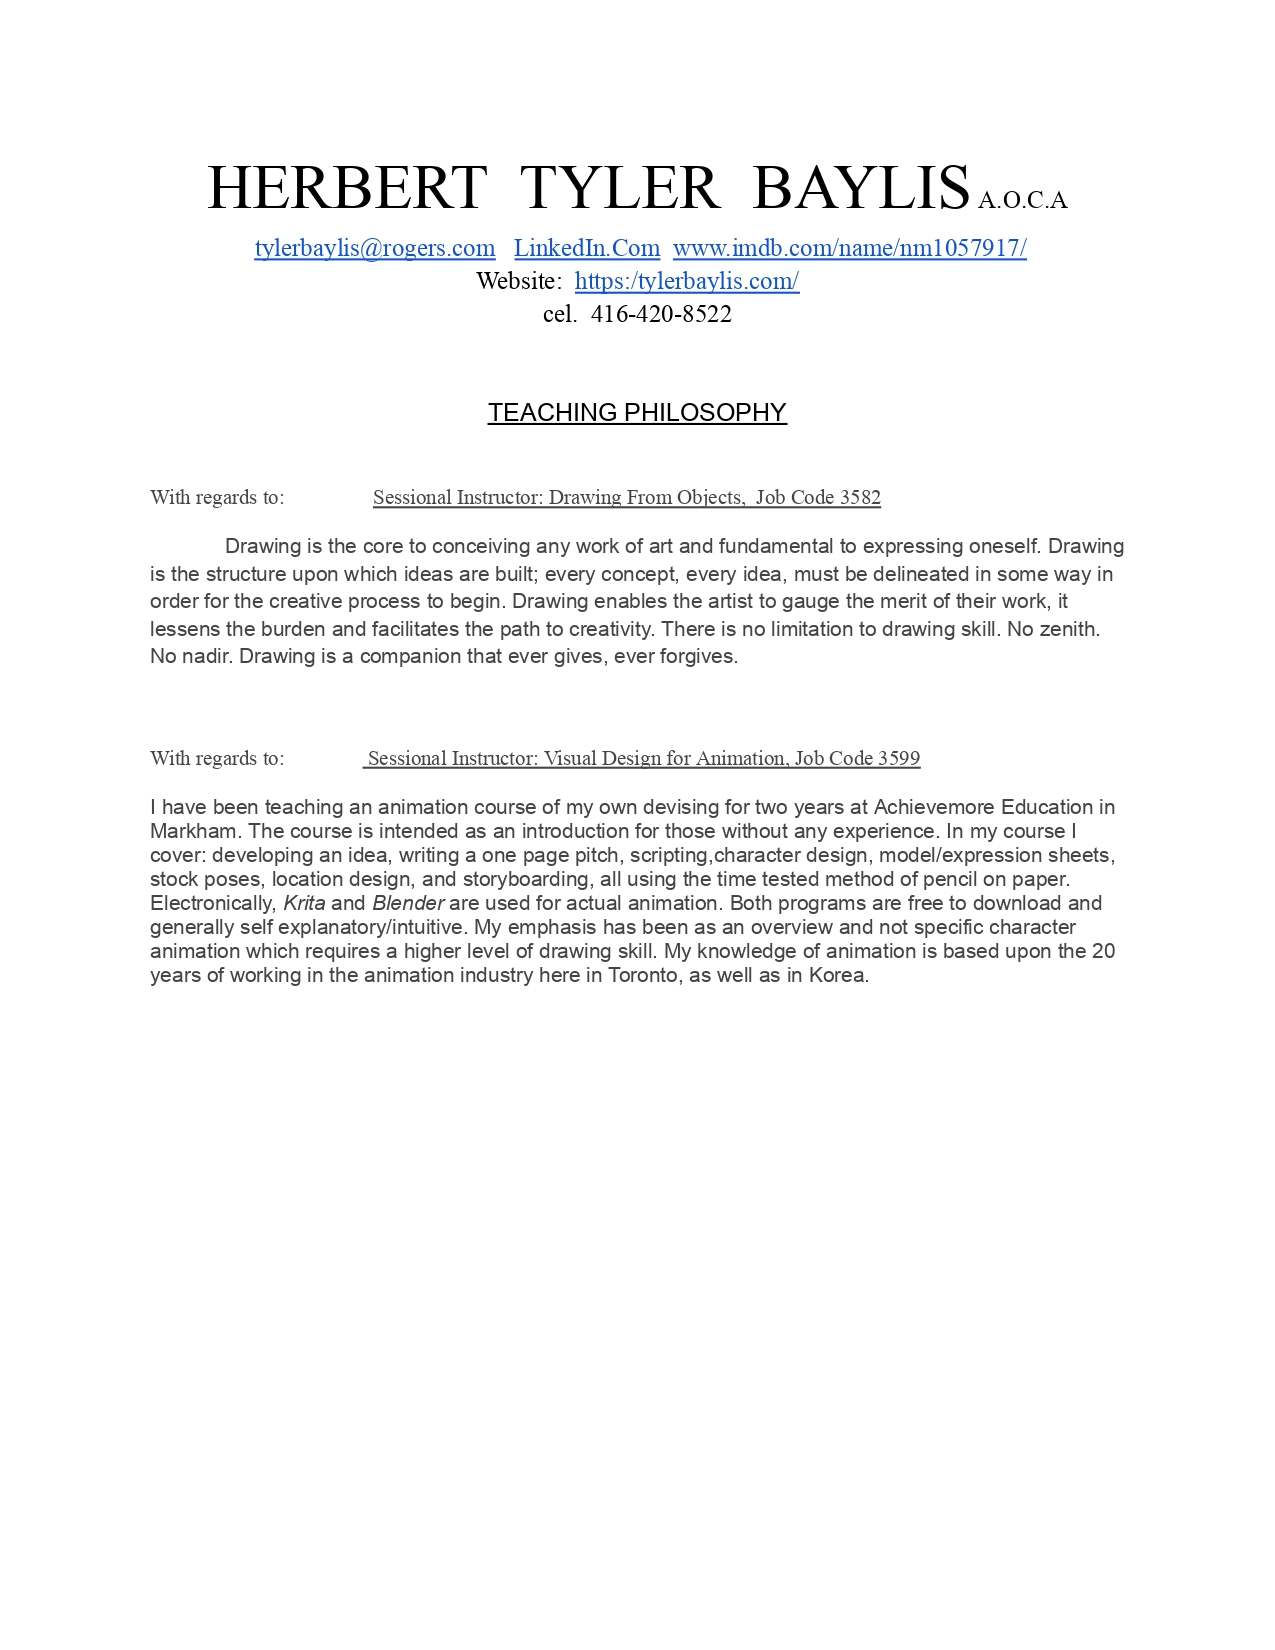 HERBERT TYLER BAYLIS A.O.C.A
tylerbaylis@rogers.com LinkedIn.Com www.imdb.com/name/nm1057917/
Website: https:/tylerbaylis.com/
cel. 416-420-8522
TEACHING PHILOSOPHY
With regards to: Sessional Instructor: Drawing From Objects, Job Code 3582
Drawing is the core to conceiving any work of art and fundamental to expressing oneself. Drawing
is the structure upon which ideas are built; every concept, every idea, must be delineated in some way in
order for the creative process to begin. Drawing enables the artist to gauge the merit of their work, it
lessens the burden and facilitates the path to creativity. There is no limitation to drawing skill. No zenith.
No nadir. Drawing is a companion that ever gives, ever forgives.
With regards to: Sessional Instructor: Visual Design for Animation, Job Code 3599
I have been teaching an animation course of my own devising for two years at Achievemore Education in
Markham. The course is intended as an introduction for those without any experience. In my course I
cover: developing an idea, writing a one page pitch, scripting,character design, model/expression sheets,
stock poses, location design, and storyboarding, all using the time tested method of pencil on paper.
Electronically, Krita and Blender are used for actual animation. Both programs are free to download and
generally self explanatory/intuitive. My emphasis has been as an overview and not specific character
animation which requires a higher level of drawing skill. My knowledge of animation is based upon the 20
years of working in the animation industry here in Toronto, as well as in Korea.